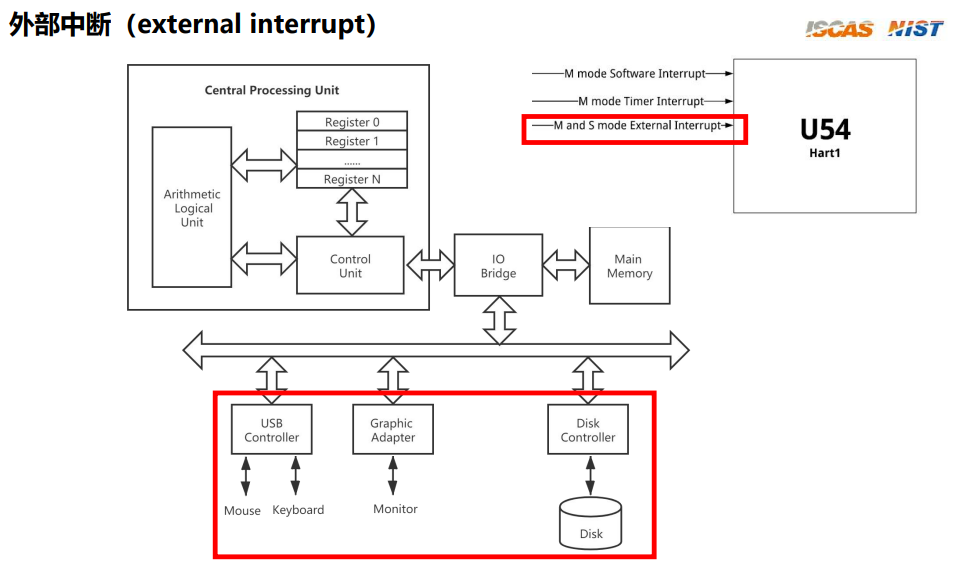 外部中断（external interrupt）
ISCAS NIST
Central Processing Unit
Register 0
Register 1
......
Register N
Arithmetic
Logical
Unit
Control
Unit
IO
Bridge
Main
Memory
M mode Software Interrupt
M mode Timer Interrupt
M and S mode External Interrupt
U54
Hart1
USB
Controller
Graphic
Adapter
Disk
Controller
Mouse
Keyboard
Monitor
Disk